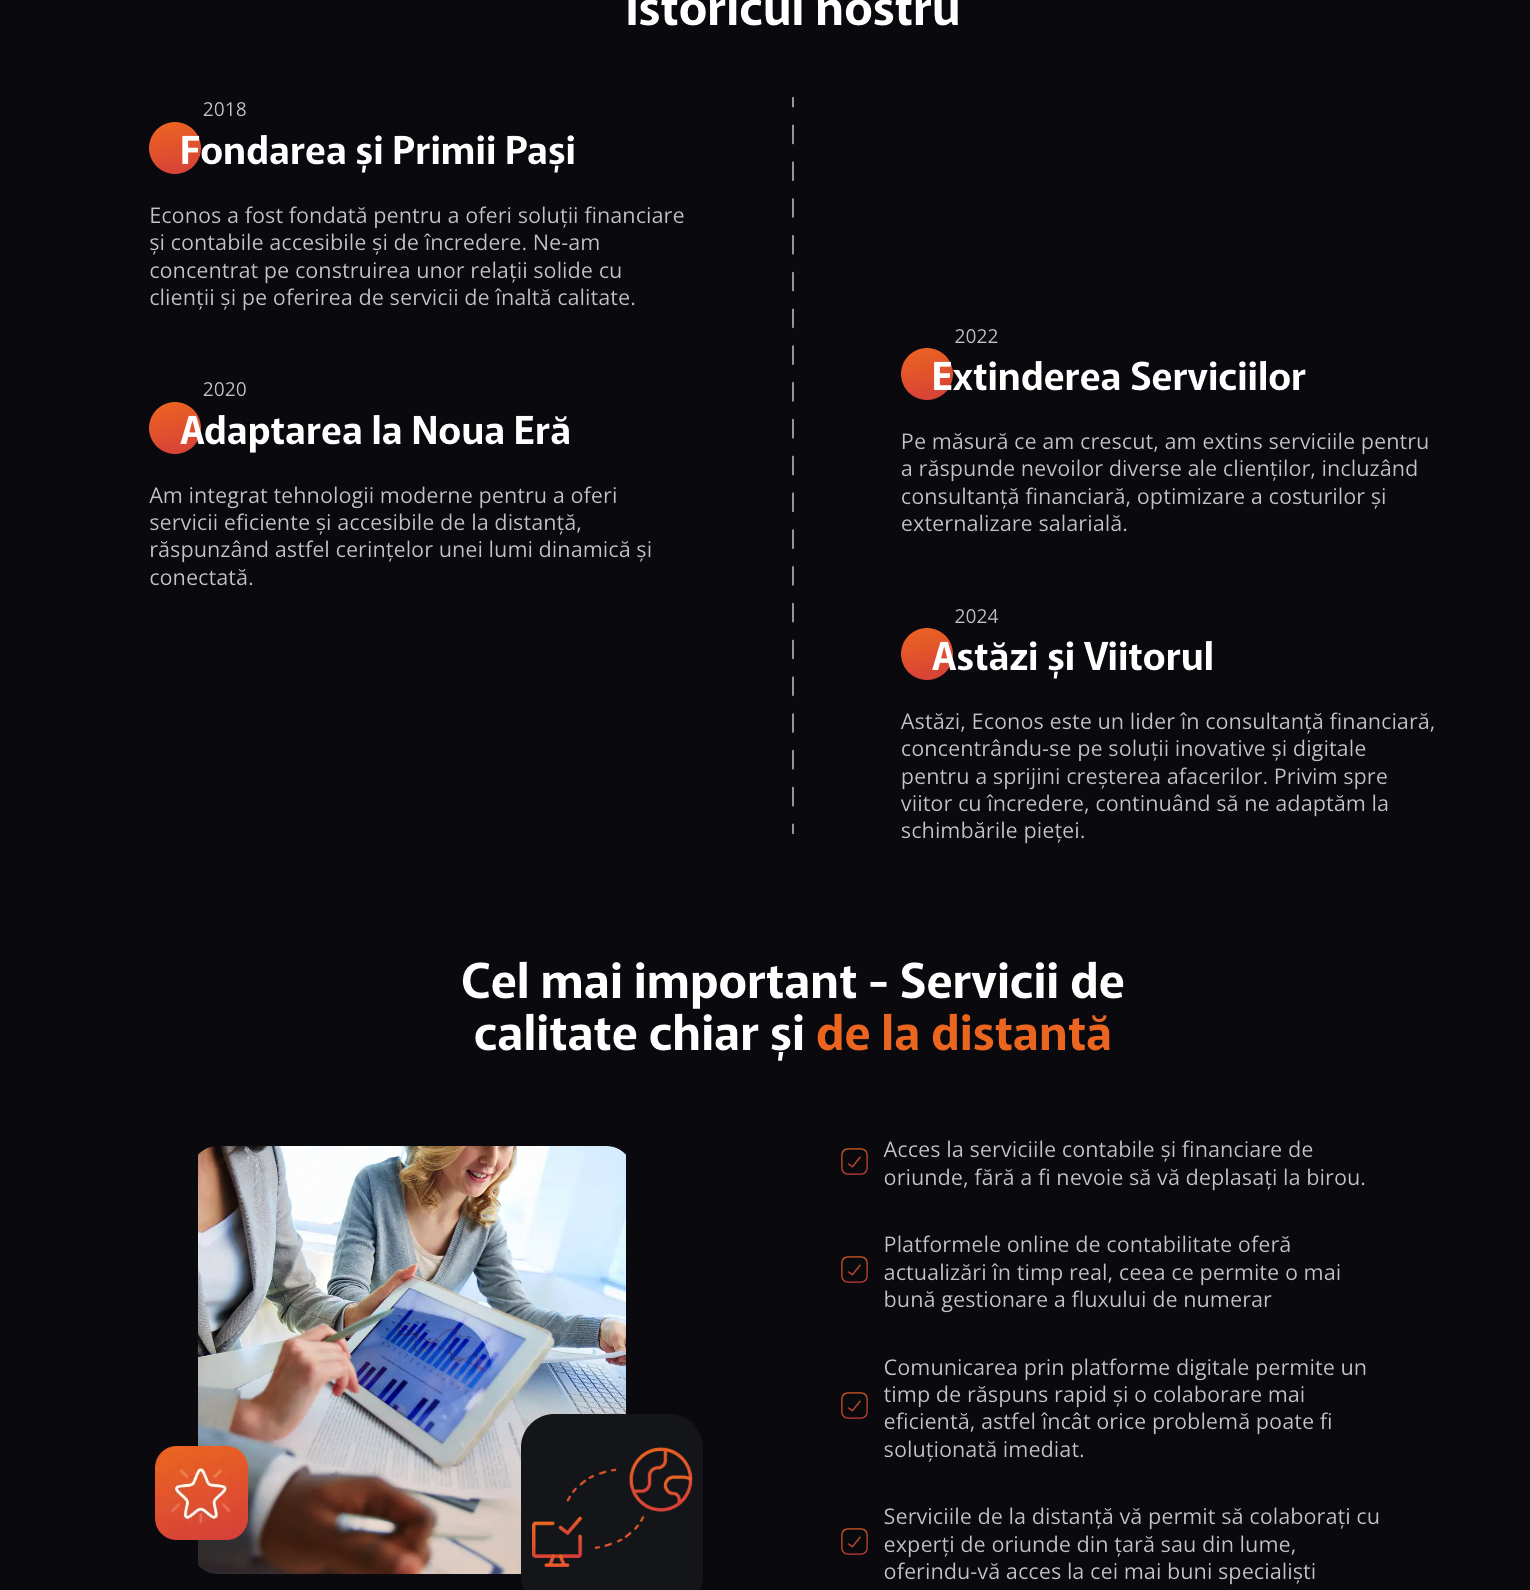 Istoricul nostru
2018
Fondarea și Primii Pași
Econos a fost fondată pentru a oferi soluții financiare
și contabile accesibile și de încredere. Ne-am
concentrat pe construirea unor relații solide cu
clienții și pe oferirea de servicii de înaltă calitate.
2020
Adaptarea la Noua Eră
Am integrat tehnologii moderne pentru a oferi
servicii eficiente și accesibile de la distanță,
răspunzând astfel cerințelor unei lumi dinamică și
conectată.
2022
Extinderea Serviciilor
Pe măsură ce am crescut, am extins serviciile pentru
a răspunde nevoilor diverse ale clienților, incluzând
consultanță financiară, optimizare a costurilor și
externalizare salarială.
2024
Astăzi și Viitorul
Astăzi, Econos este un lider în consultanță financiară,
concentrându-se pe soluții inovative și digitale
pentru a sprijini creșterea afacerilor. Privim spre
viitor cu încredere, continuând să ne adaptăm la
schimbările pieței.
Cel mai important - Servicii de
calitate chiar și de la distantă
Acces la serviciile contabile și financiare de
oriunde, fără a fi nevoie să vă deplasați la birou.
Platformele online de contabilitate oferă
actualizări în timp real, ceea ce permite o mai
bună gestionare a fluxului de numerar
Comunicarea prin platforme digitale permite un
timp de răspuns rapid și o colaborare mai
eficientă, astfel încât orice problemă poate fi
soluționată imediat.
Serviciile de la distanță vă permit să colaborați cu
experți de oriunde din țară sau din lume,
oferindu-vă acces la cei mai buni specialiști